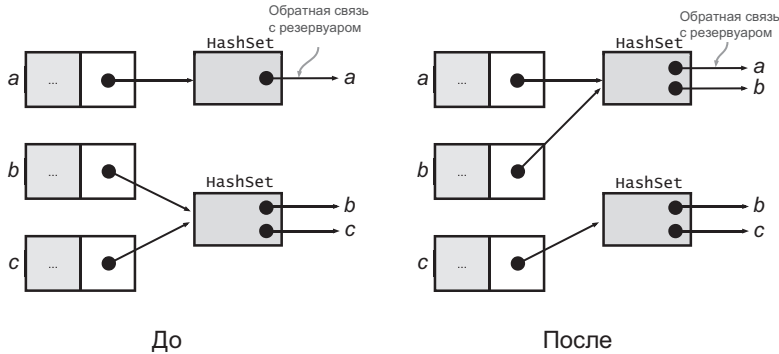 Обратная связь
с резервуаром
HashSet
a
...
a
b
...
HashSet
b
c
c
...
До
Обратная связь
с резервуаром
HashSet
a
...
a
b
b
...
HashSet
b
c
c
...
После